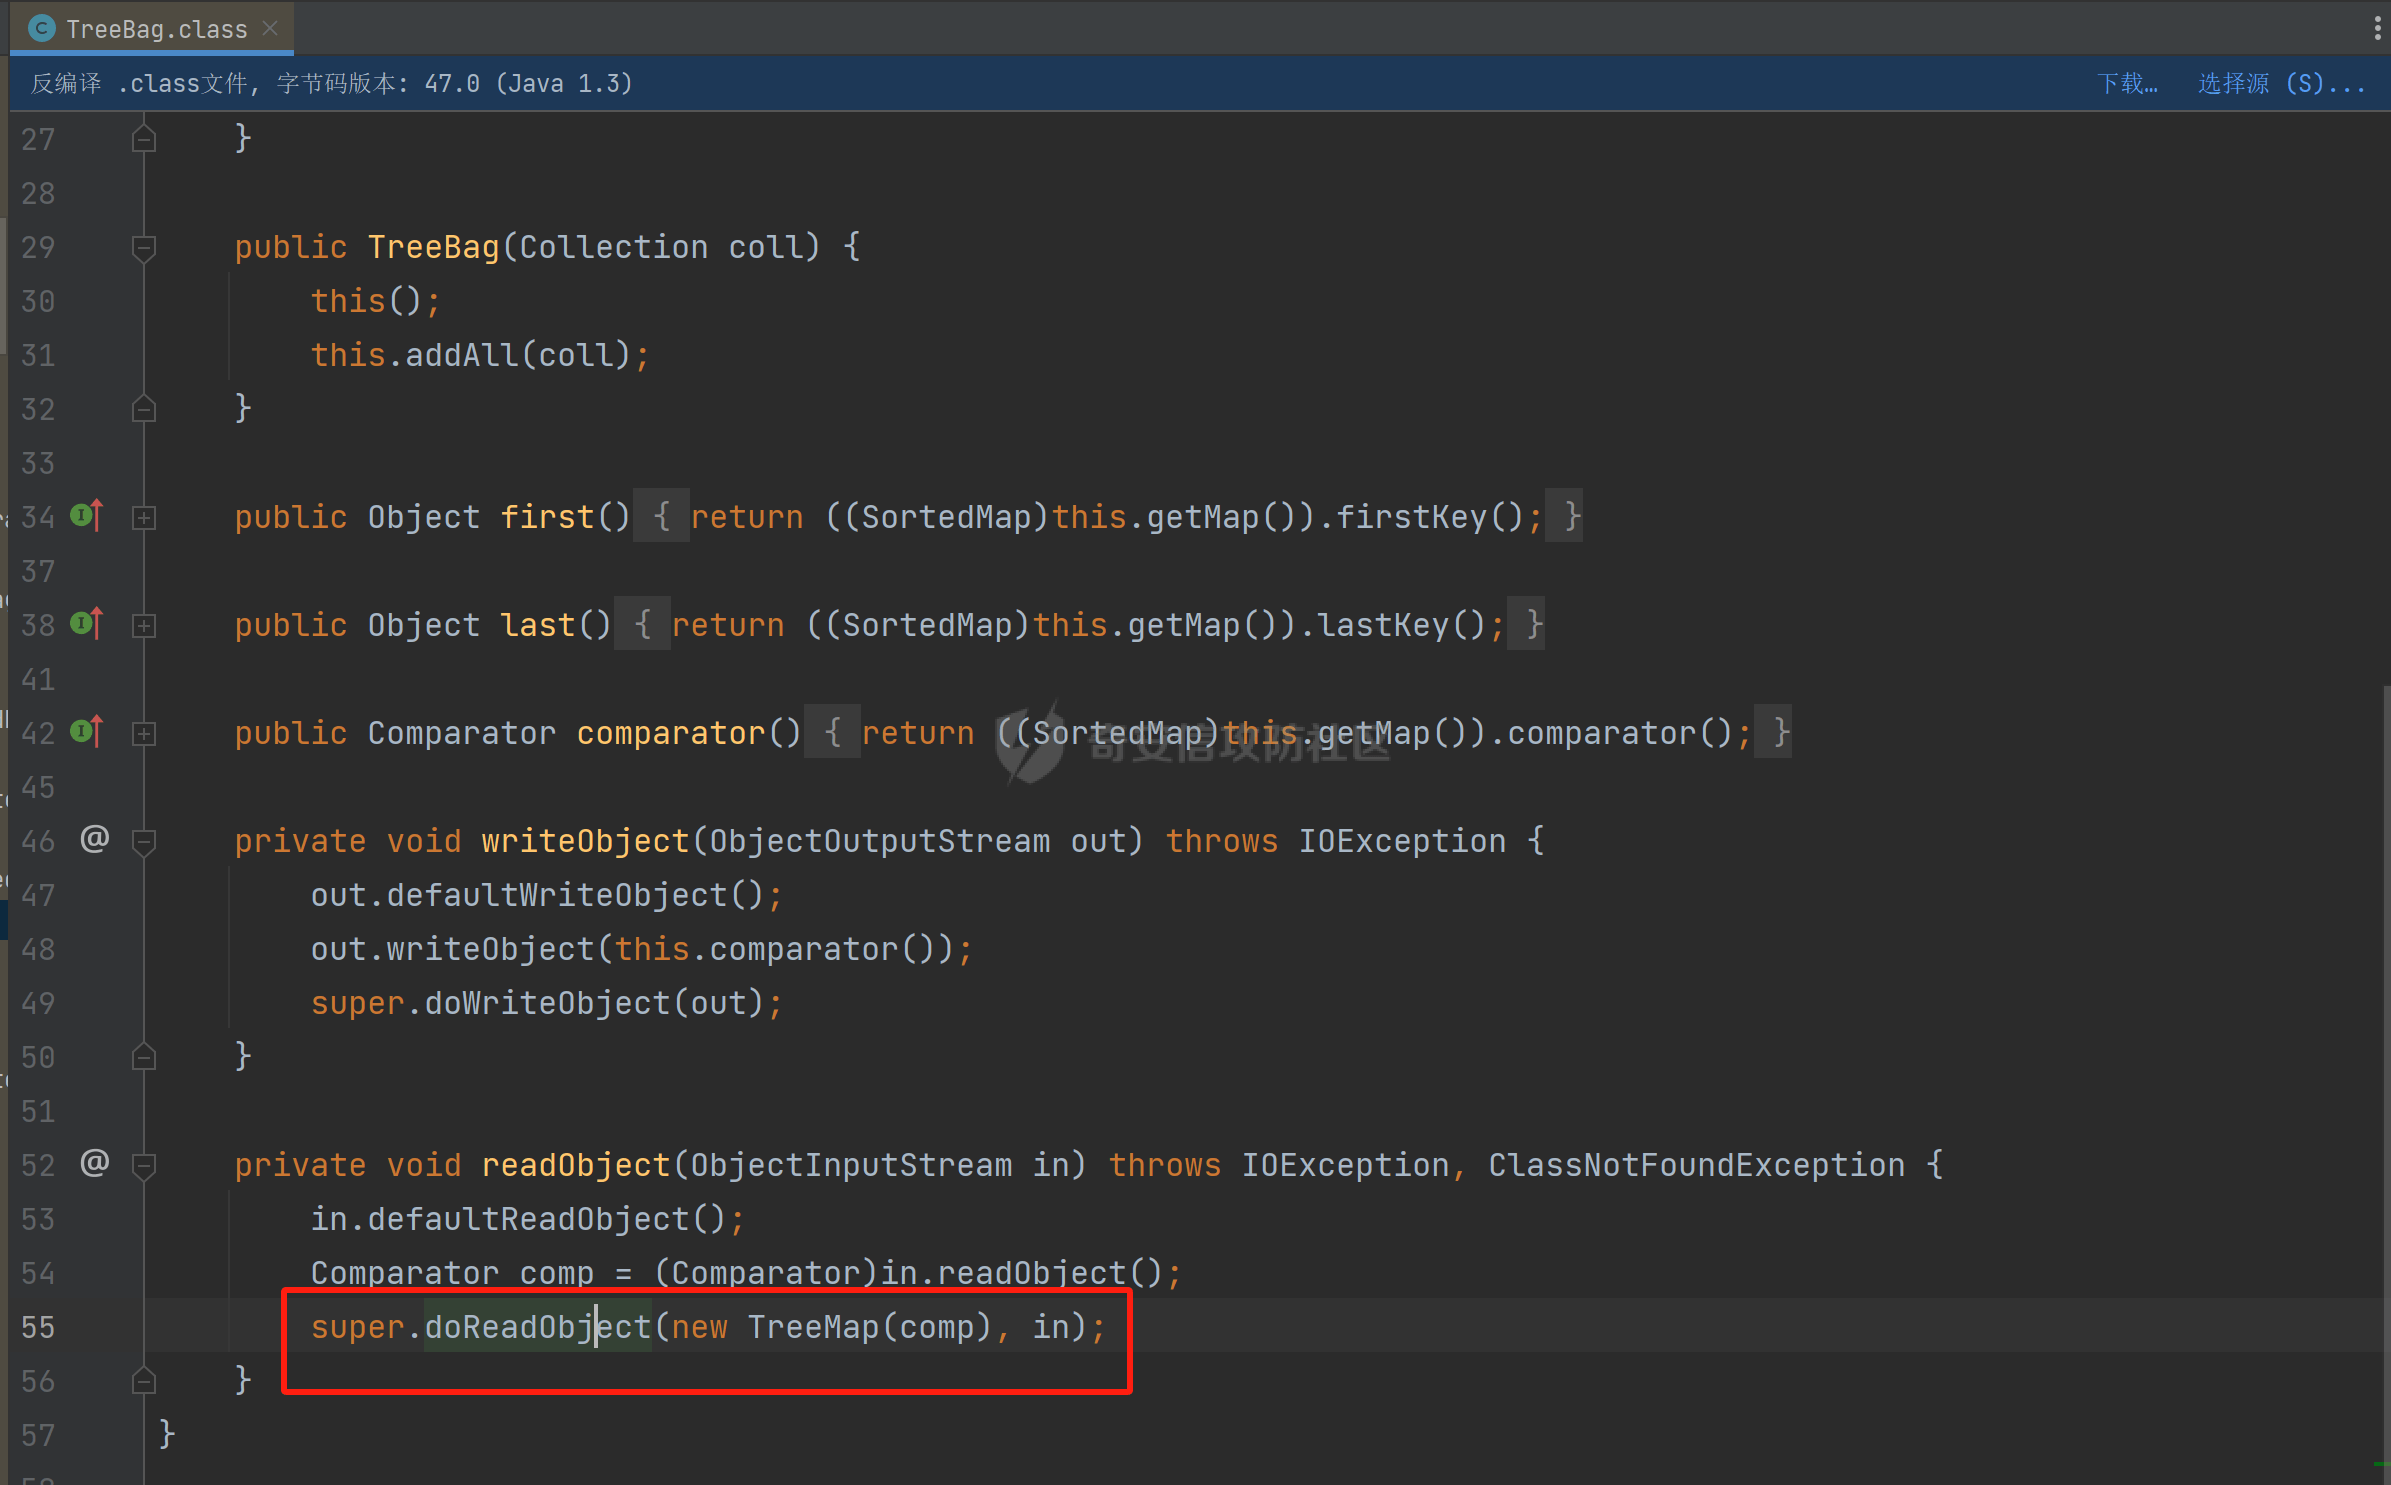 TreeBag.class
反编译 .class文件, 字节码版本: 47.0 (Java 1.3) 下载… 选择源 (S)...
27 }
28
29 public TreeBag(Collection coll) {
30 this();
31 this.addAll(coll);
32 }
33
34 public Object first() { return ((SortedMap)this.getMap()).firstKey(); }
37
38 public Object last() { return ((SortedMap)this.getMap()).lastKey(); }
41
42 public Comparator comparator() { return ((SortedMap)this.getMap()).comparator(); }
奇安信攻防社区
45
46 @ private void writeObject(ObjectOutputStream out) throws IOException {
47 out.defaultWriteObject();
48 out.writeObject(this.comparator());
49 super.doWriteObject(out);
50 }
51
52 @ private void readObject(ObjectInputStream in) throws IOException, ClassNotFoundException {
53 in.defaultReadObject();
54 Comparator comp = (Comparator)in.readObject();
55 super.doReadObject(new TreeMap(comp), in);
56 }
57 }